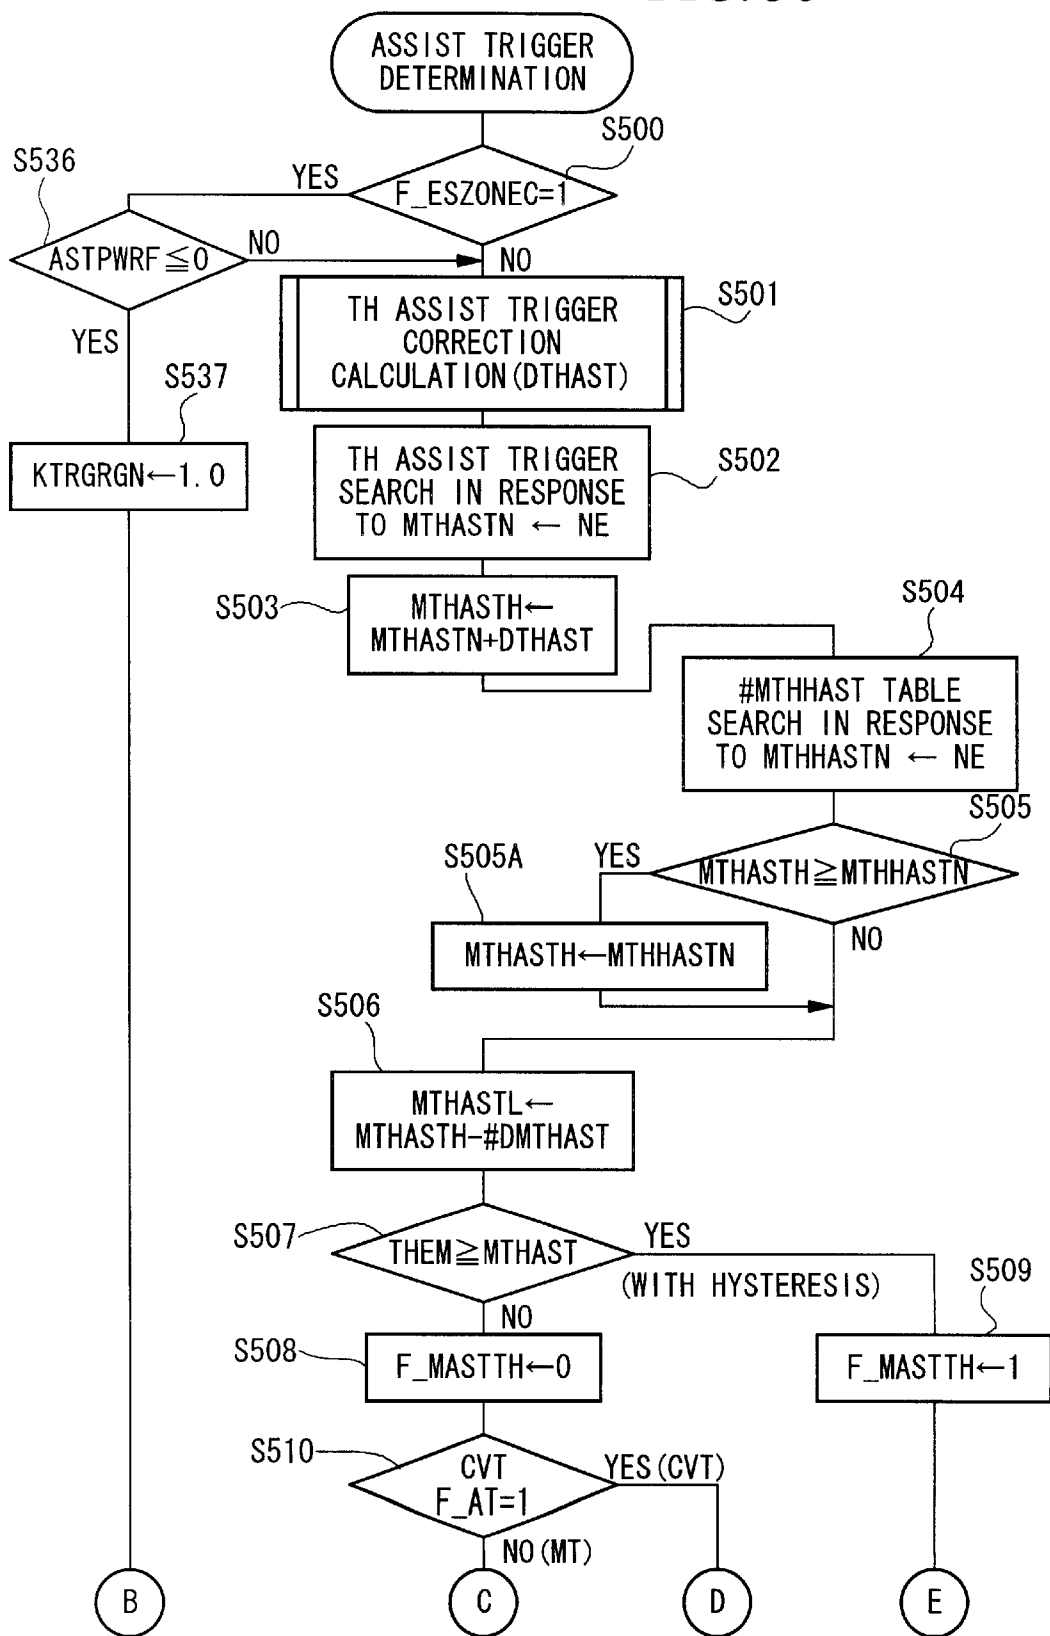 ASSIST TRIGGER
DETERMINATION
S500
S536
YES
F_ESZONEC=1
ASTPWRF≦0
NO
NO
YES
TH ASSIST TRIGGER
CORRECTION
CALCULATION(DTHAST)
S501
S537
KTRGRGN←1.0
TH ASSIST TRIGGER
SEARCH IN RESPONSE
TO MTHASTN ← NE
S502
S503
MTHASTH←
MTHASTN+DTHAST
S504
#MTHHAST TABLE
SEARCH IN RESPONSE
TO MTHHASTN ← NE
S505
S505A
YES
MTHASTH≧MTHHASTN
NO
MTHASTH←MTHHASTN
S506
MTHASTL←
MTHASTH-#DMTHAST
S507
THEM≧MTHAST
YES
(WITH HYSTERESIS)
S509
NO
S508
F_MASTTH←0
F_MASTTH←1
S510
CVT
F_AT=1
YES(CVT)
NO(MT)
B
C
D
E